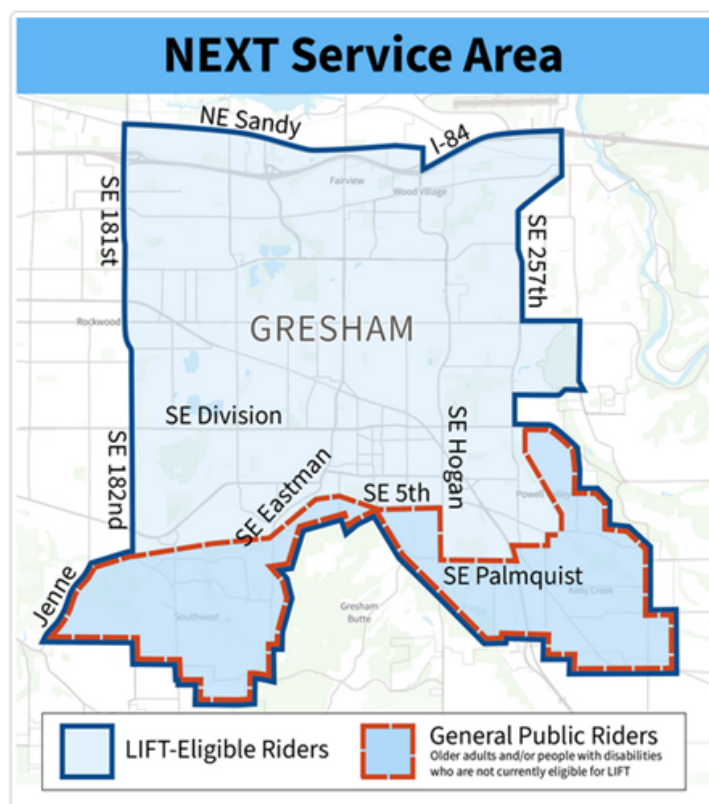 NEXT Service Area
NE Sandy
I-84
Fairview
Wood Village
SE 181st
SE 257th
Rockwood
GRESHAM
SE Division
SE Hogan
SE 182nd
SE Eastman
SE 5th
Powell Valley
SE Palmquist
Jenne
Kelly Creek
Southwest
Gresham
Butte
LIFT-Eligible Riders
General Public Riders
Older adults and/or people with disabilities
who are not currently eligible for LIFT